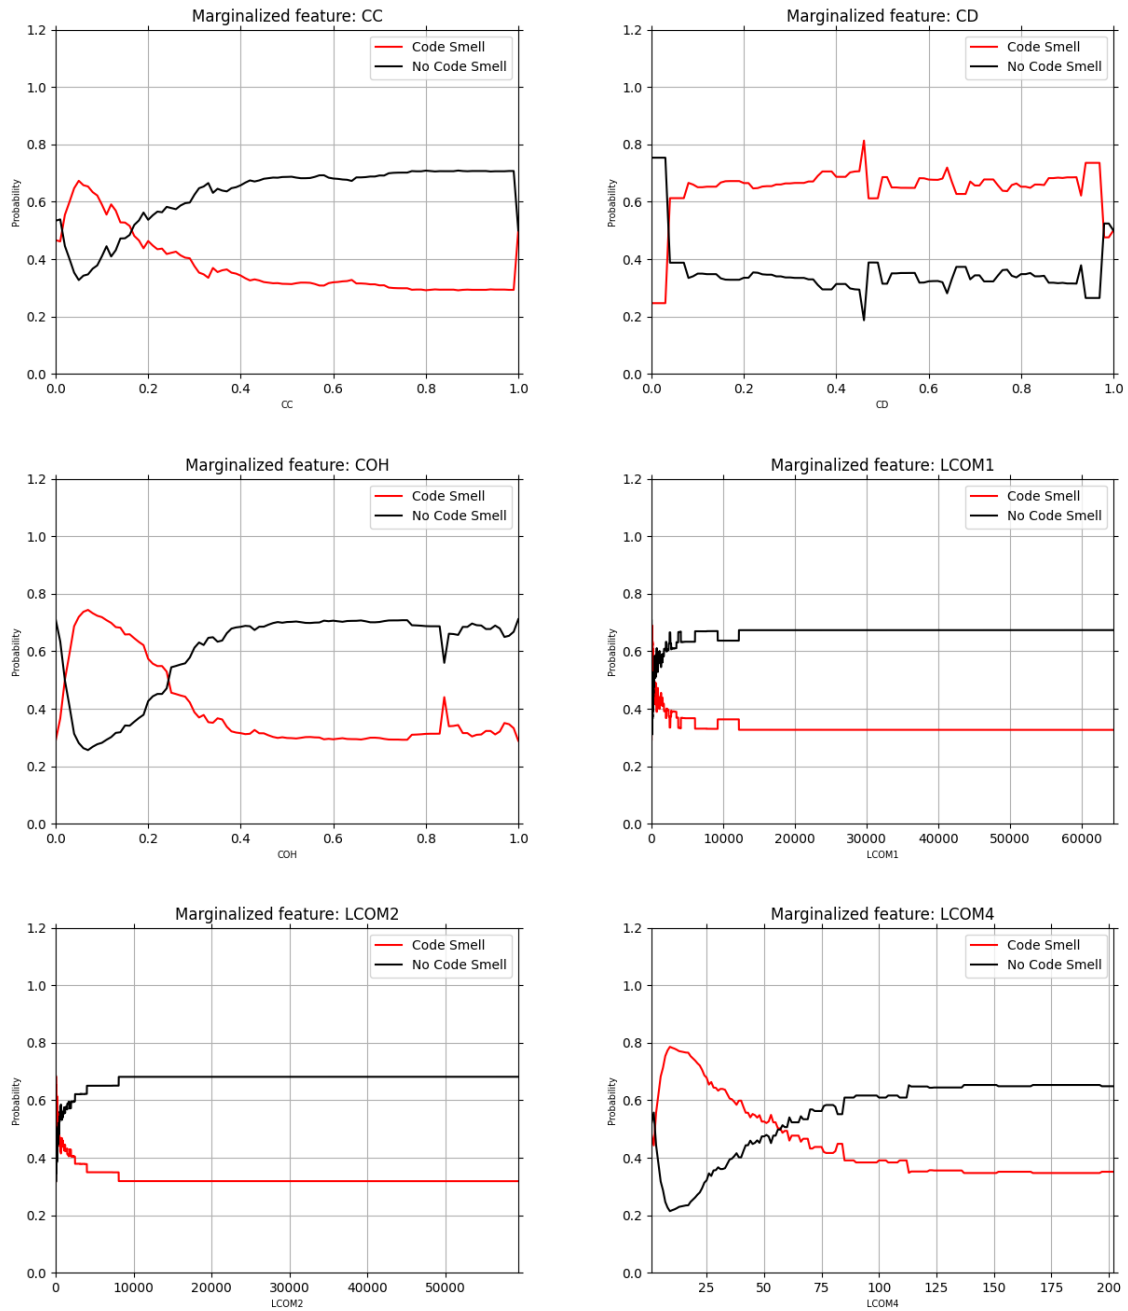 Marginalized feature: CC
1.2
1.0
0.8
0.6
0.4
0.2
0.0
Probability
Code Smell
No Code Smell
0.0 0.2 0.4 0.6 0.8 1.0
CC
Marginalized feature: CD
1.2
1.0
0.8
0.6
0.4
0.2
0.0
Probability
Code Smell
No Code Smell
0.0 0.2 0.4 0.6 0.8 1.0
CD
Marginalized feature: COH
1.2
1.0
0.8
0.6
0.4
0.2
0.0
Probability
Code Smell
No Code Smell
0.0 0.2 0.4 0.6 0.8 1.0
COH
Marginalized feature: LCOM1
1.2
1.0
0.8
0.6
0.4
0.2
0.0
Probability
Code Smell
No Code Smell
0 10000 20000 30000 40000 50000 60000
LCOM1
Marginalized feature: LCOM2
1.2
1.0
0.8
0.6
0.4
0.2
0.0
Probability
Code Smell
No Code Smell
0 10000 20000 30000 40000 50000
LCOM2
Marginalized feature: LCOM4
1.2
1.0
0.8
0.6
0.4
0.2
0.0
Probability
Code Smell
No Code Smell
25 50 75 100 125 150 175 200
LCOM4